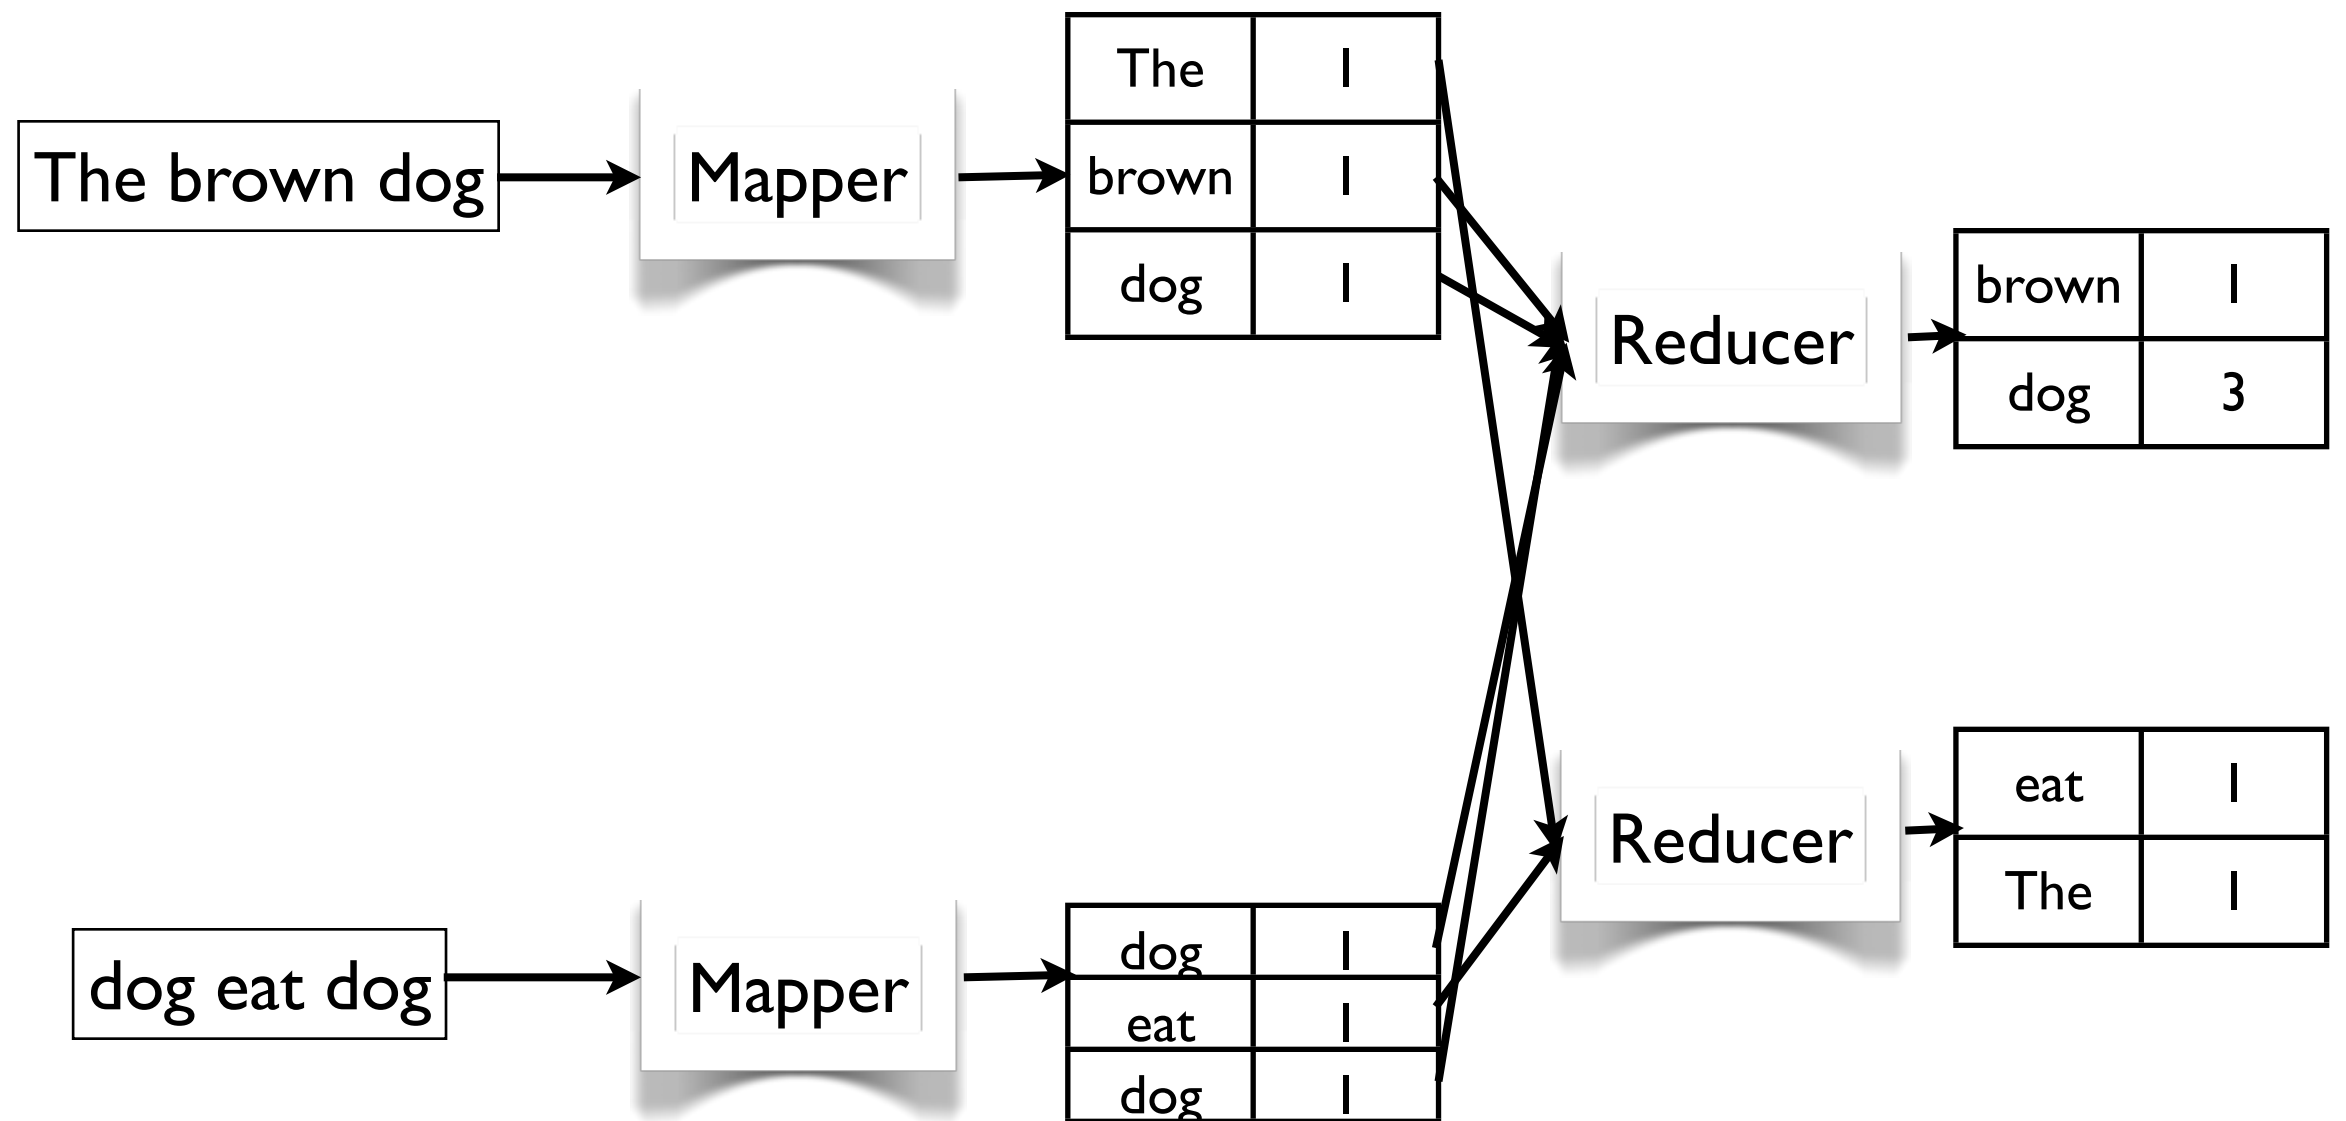 The brown dog
Mapper
The 1
brown 1
dog 1
Reducer
brown 1
dog 3
dog eat dog
Mapper
dog 1
eat 1
dog 1
Reducer
eat 1
The 1